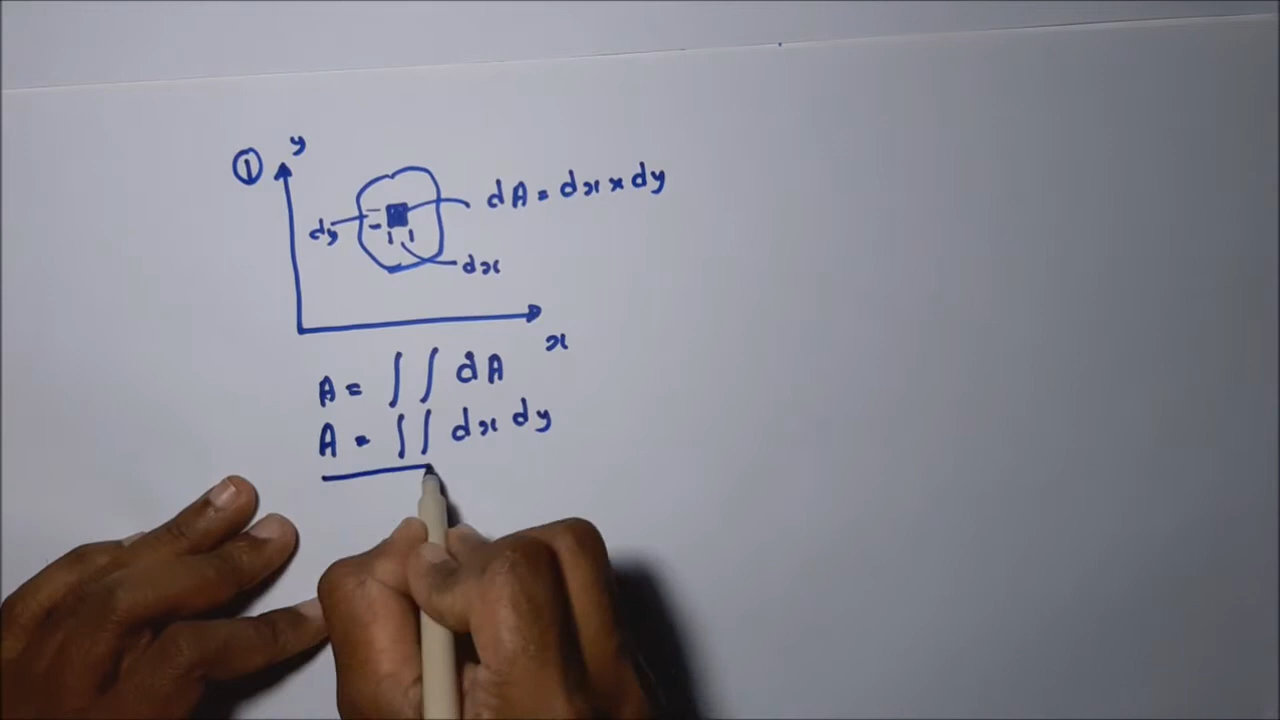 ① y
dA = dx x dy
dy
dx
x
A = ∫ ∫ dA
A = ∫∫ dx dy